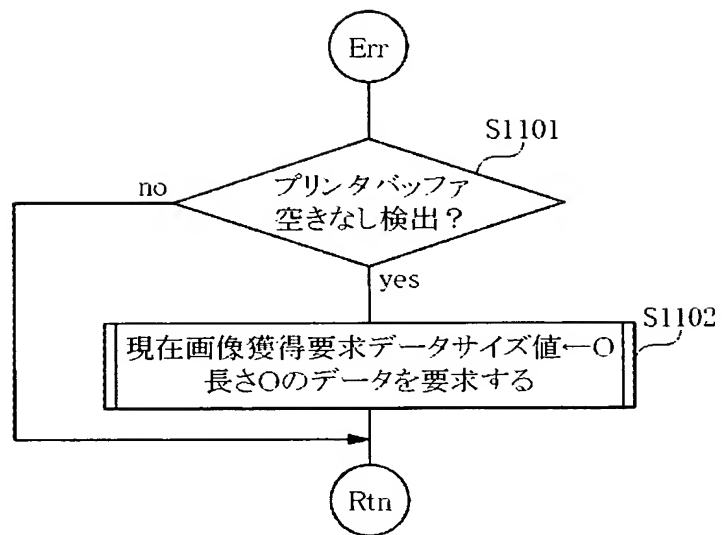 Err
S1101
no
プリンタバッファ
空きなし検出？
yes
S1102
現在画像獲得要求データサイズ値←0
長さ0のデータを要求する
Rtn